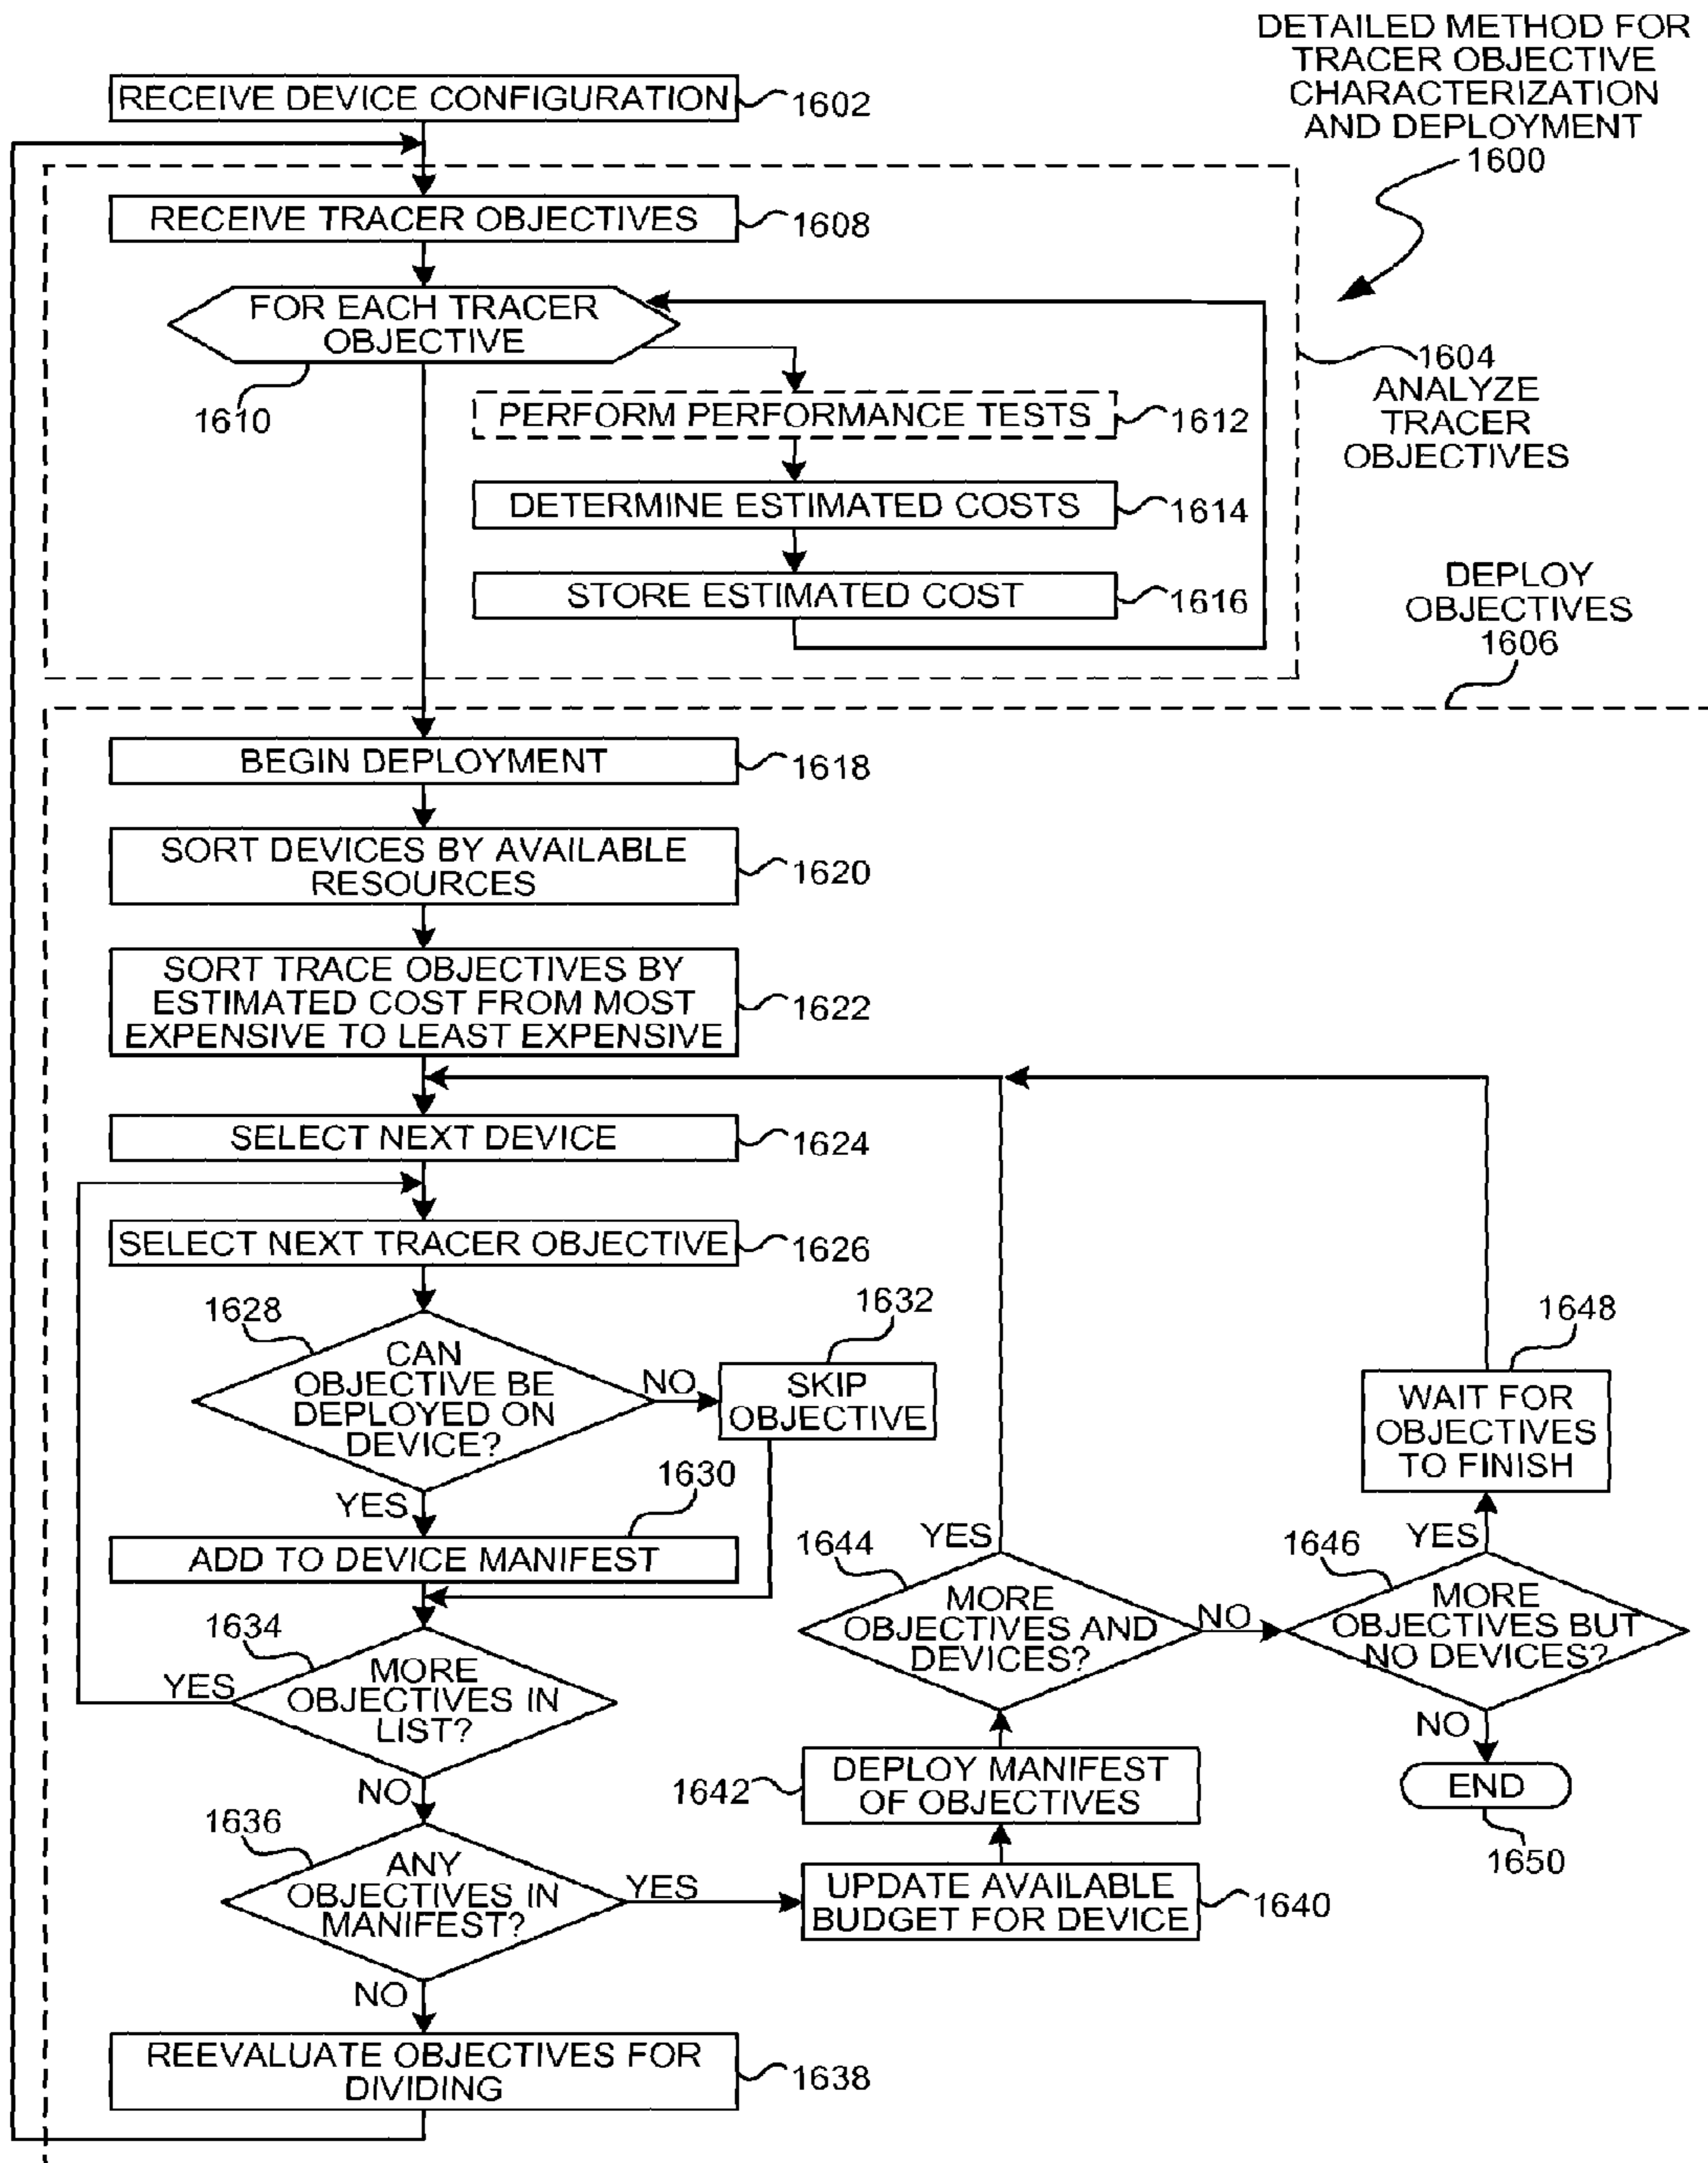 DETAILED METHOD FOR
TRACER OBJECTIVE
CHARACTERIZATION
AND DEPLOYMENT
1600
RECEIVE DEVICE CONFIGURATION
1602
RECEIVE TRACER OBJECTIVES
1608
FOR EACH TRACER
OBJECTIVE
1610
1604
ANALYZE
TRACER
OBJECTIVES
PERFORM PERFORMANCE TESTS
1612
DETERMINE ESTIMATED COSTS
1614
STORE ESTIMATED COST
1616
DEPLOY
OBJECTIVES
1606
BEGIN DEPLOYMENT
1618
SORT DEVICES BY AVAILABLE
RESOURCES
1620
SORT TRACE OBJECTIVES BY
ESTIMATED COST FROM MOST
EXPENSIVE TO LEAST EXPENSIVE
1622
SELECT NEXT DEVICE
1624
SELECT NEXT TRACER OBJECTIVE
1626
1628
CAN
OBJECTIVE BE
DEPLOYED ON
DEVICE?
NO
YES
1632
SKIP
OBJECTIVE
1630
ADD TO DEVICE MANIFEST
1634
MORE
OBJECTIVES IN
LIST?
YES
NO
1636
ANY
OBJECTIVES IN
MANIFEST?
YES
NO
REEVALUATE OBJECTIVES FOR
DIVIDING
1638
UPDATE AVAILABLE
BUDGET FOR DEVICE
1640
1642
DEPLOY MANIFEST
OF OBJECTIVES
1644
MORE
OBJECTIVES AND
DEVICES?
YES
NO
1646
MORE
OBJECTIVES BUT
NO DEVICES?
YES
NO
1648
WAIT FOR
OBJECTIVES
TO FINISH
END
1650